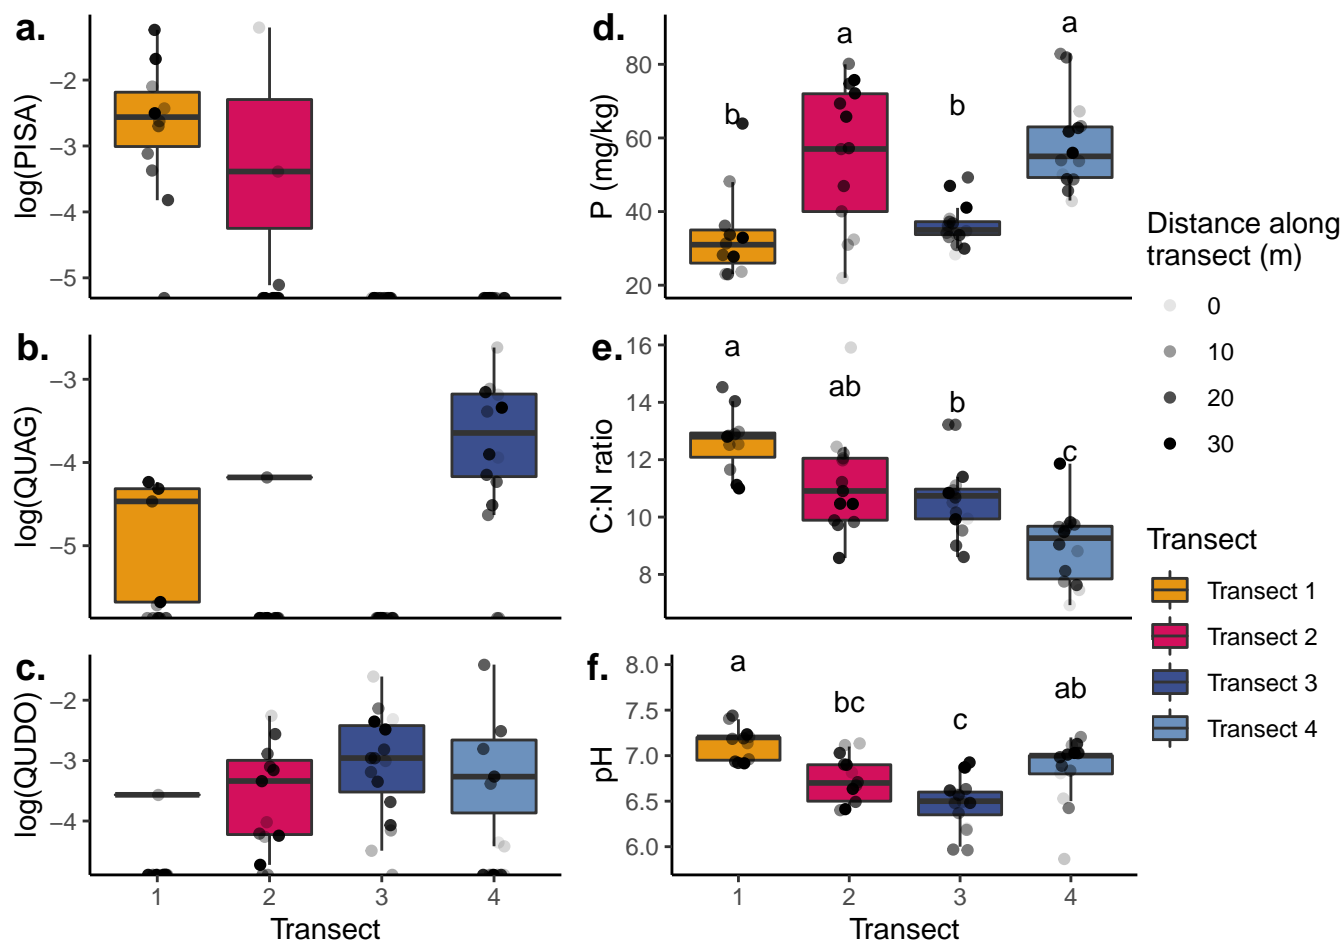 a.
log(PISA)
−2
−3
−4
−5
b.
log(QUAG)
−3
−4
−5
c.
log(QUDO)
−2
−3
−4
1 2 3 4
Transect
d.
P (mg/kg)
80
60
40
20
b a b a
e.
C:N ratio
16
14
12
10
8
a ab b c
f.
pH
8.0
7.5
7.0
6.5
6.0
a bc c ab
1 2 3 4
Transect
Distance along
transect (m)
0
10
20
30
Transect
Transect 1
Transect 2
Transect 3
Transect 4